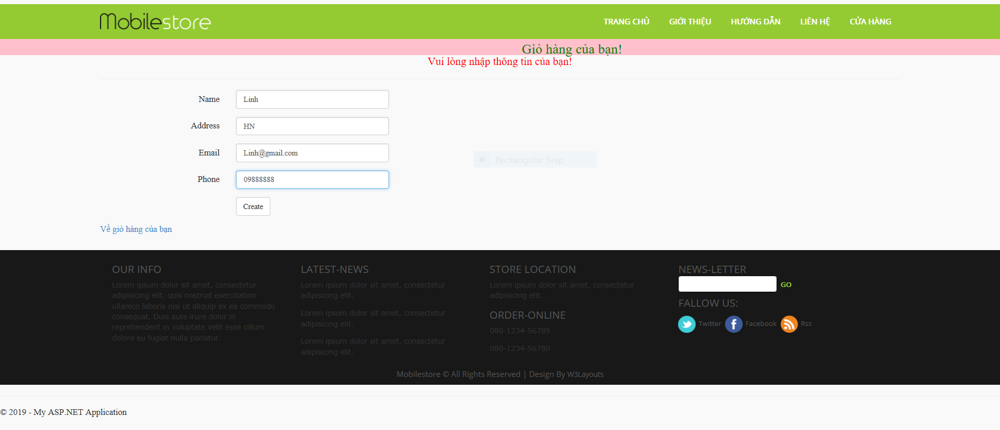 Mobilestore
TRANG CHỦ GIỚI THIỆU HƯỚNG DẪN LIÊN HỆ CỬA HÀNG
Giỏ hàng của bạn!
Vui lòng nhập thông tin của bạn!
Name Linh
Address HN
Email Linh@gmail.com
Rectangular Snip
Phone 09888888
Create
Về giỏ hàng của bạn
OUR INFO
Lorem ipsum dolor sit amet, consectetur
adipisicing elit, quis nostrud exercitation
ullamco laboris nisi ut aliquip ex ea commodo
consequat. Duis aute irure dolor in
reprehenderit in voluptate velit esse cillum
dolore eu fugiat nulla pariatur.
LATEST-NEWS
Lorem ipsum dolor sit amet, consectetur
adipisicing elit.
Lorem ipsum dolor sit amet, consectetur
adipisicing elit.
Lorem ipsum dolor sit amet, consectetur
adipisicing elit.
STORE LOCATION
Lorem ipsum dolor sit amet, consectetur
adipisicing elit.
ORDER-ONLINE
080-1234-56789
080-1234-56780
NEWS-LETTER
GO
FALLOW US:
Twitter Facebook Rss
Mobilestore © All Rights Reserved | Design By W3Layouts
© 2019 - My ASP.NET Application